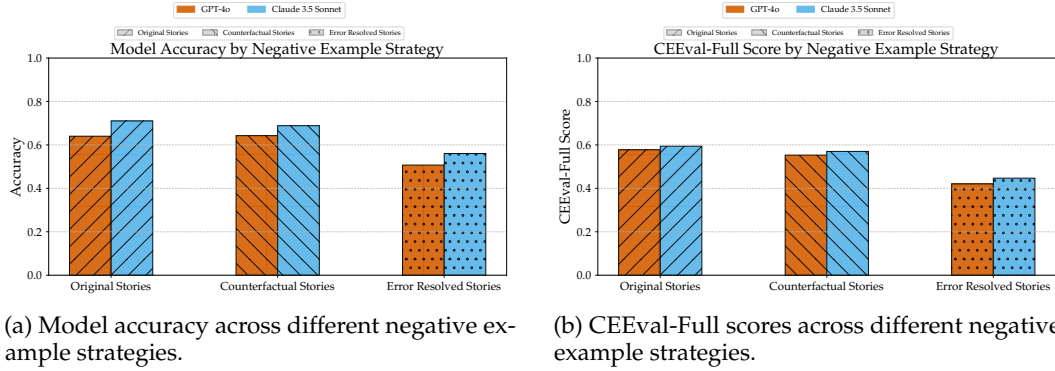 GPT-4o Claude 3.5 Sonnet
Original Stories Counterfactual Stories Error Resolved Stories
Model Accuracy by Negative Example Strategy
1.0
0.8
0.6
0.4
0.2
0.0
Accuracy
Original Stories Counterfactual Stories Error Resolved Stories
(a) Model accuracy across different negative ex-
ample strategies.
GPT-4o Claude 3.5 Sonnet
Original Stories Counterfactual Stories Error Resolved Stories
CEEval-Full Score by Negative Example Strategy
1.0
0.8
0.6
0.4
0.2
0.0
CEEval-Full Score
Original Stories Counterfactual Stories Error Resolved Stories
(b) CEEval-Full scores across different negative
example strategies.